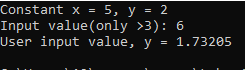 Constant x = 5, y = 2
Input value(only >3): 6
User input value, y = 1.73205